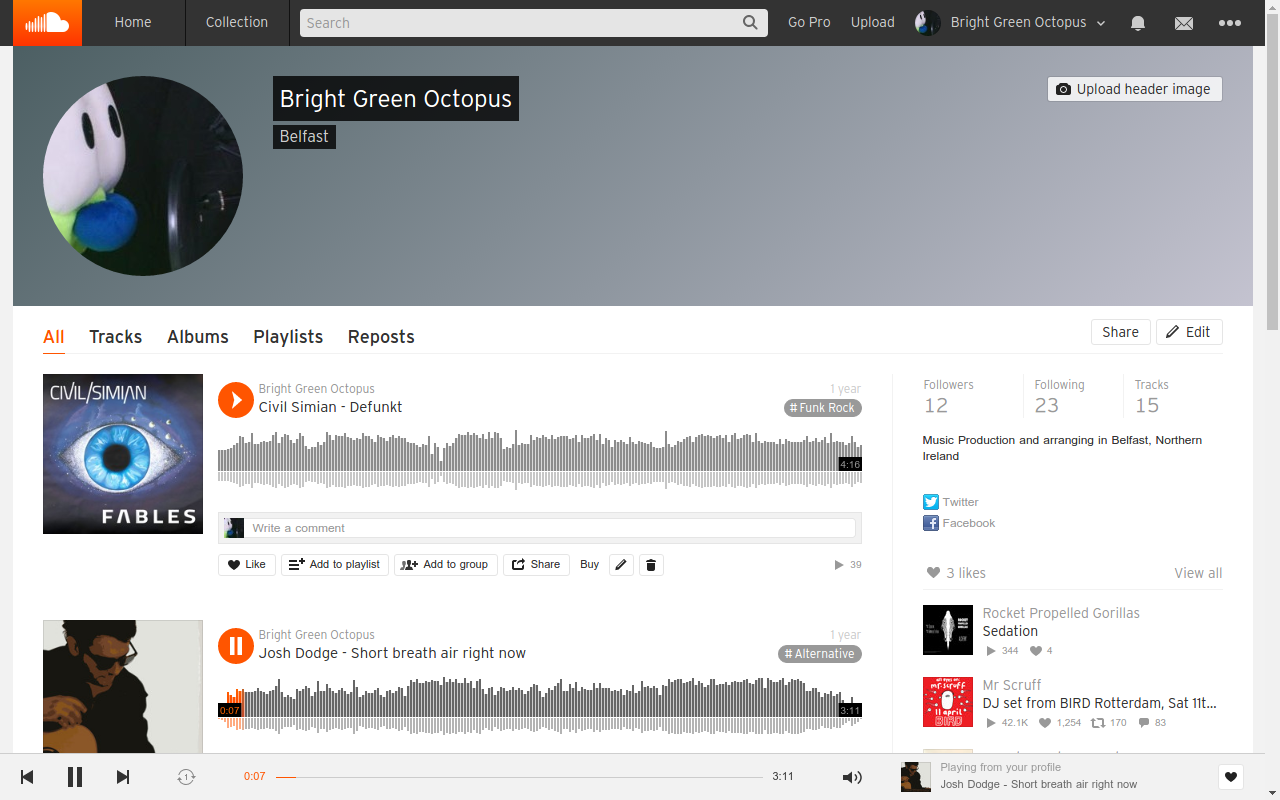 Home
Collection
Search
Go Pro
Upload
Bright Green Octopus
Bright Green Octopus
Belfast
Upload header image
All
Tracks
Albums
Playlists
Reposts
Share
Edit
CIVIL/SIMIAN
FABLES
Bright Green Octopus
1 year
Civil Simian - Defunkt
# Funk Rock
4:16
Write a comment
Like
Add to playlist
Add to group
Share
Buy
39
Bright Green Octopus
1 year
Josh Dodge - Short breath air right now
# Alternative
0:07
3:11
Followers
12
Following
23
Tracks
15
Music Production and arranging in Belfast, Northern
Ireland
Twitter
Facebook
3 likes
View all
Rocket Propelled Gorillas
Sedation
344
4
mr scruff
11 april
BIRD
Mr Scruff
DJ set from BIRD Rotterdam, Sat 11t...
42.1K
1,254
170
83
1
0:07
3:11
Playing from your profile
Josh Dodge - Short breath air right now